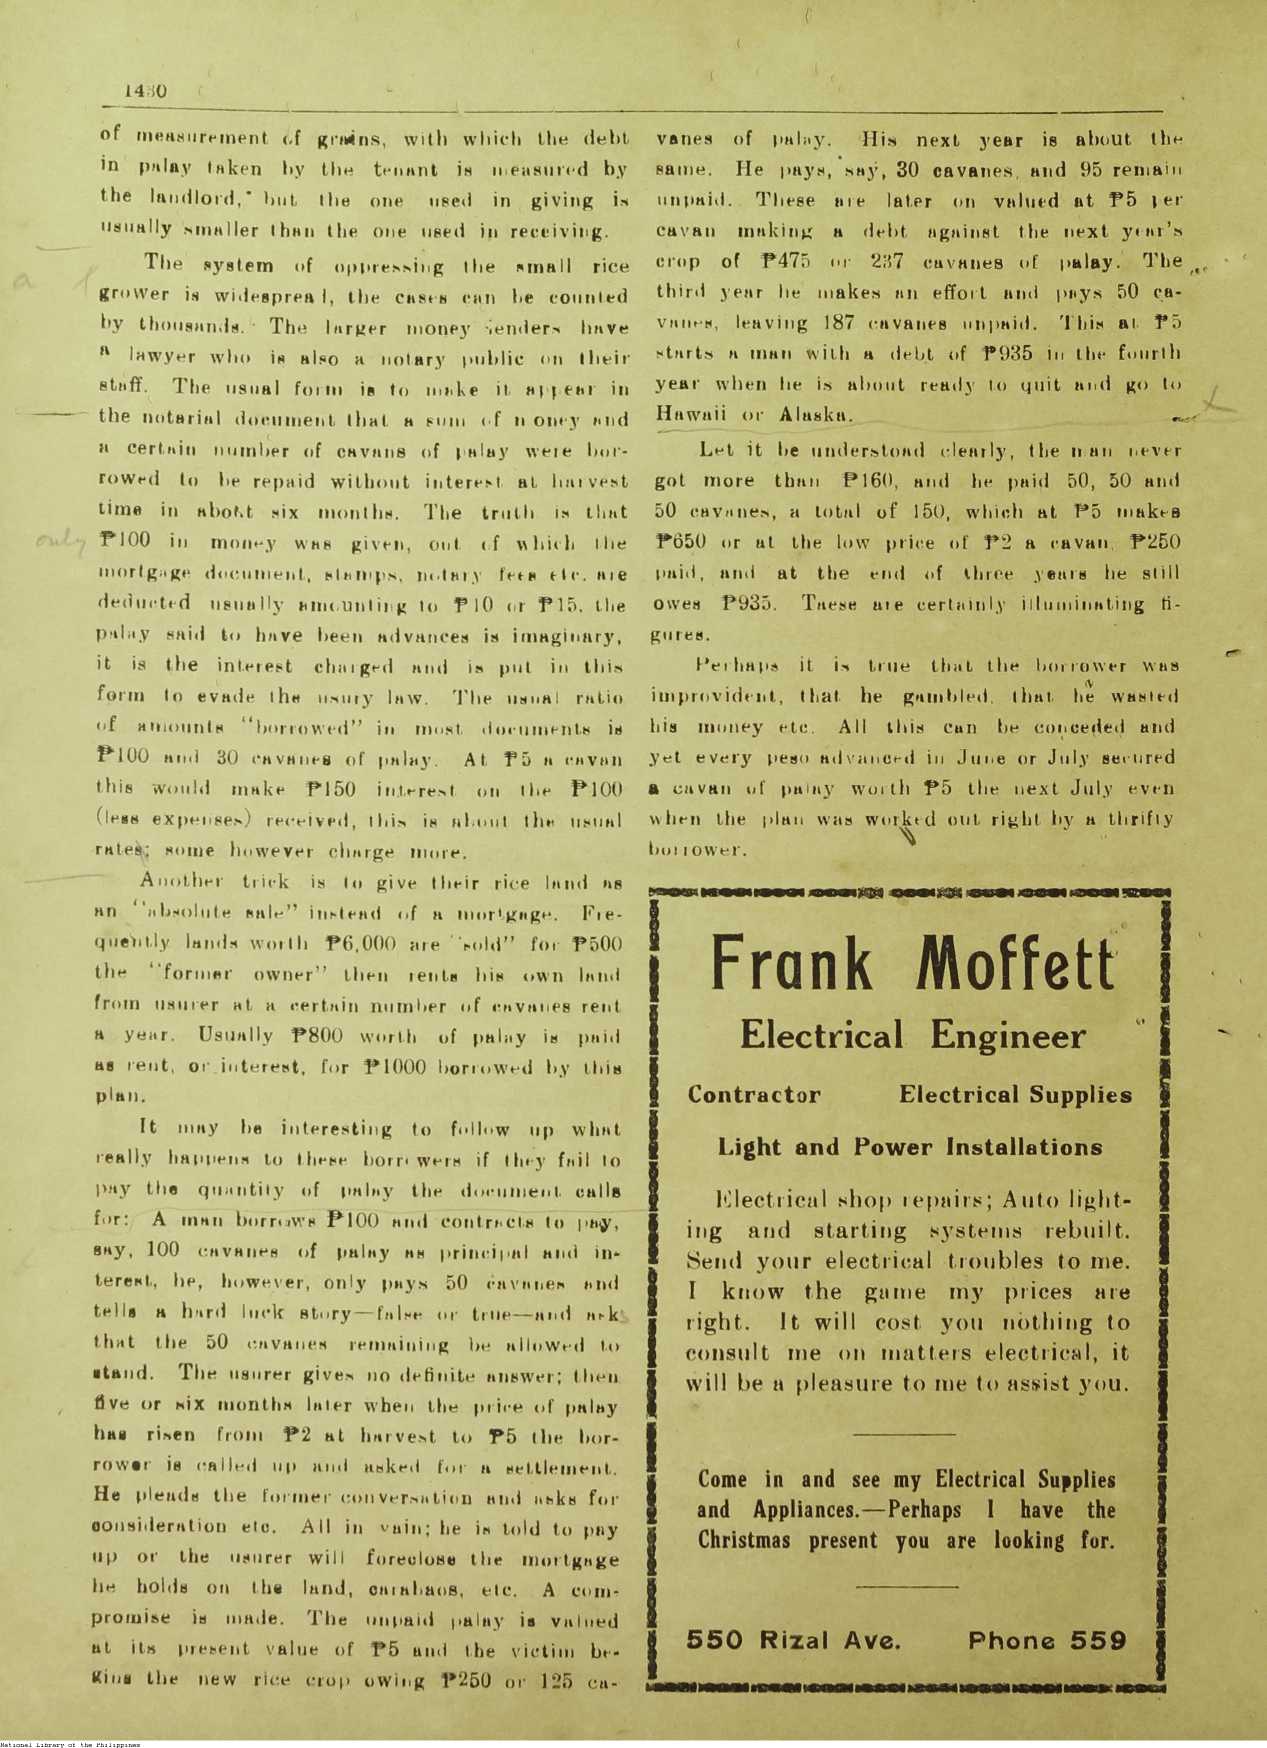 1430
of measurement of grains, with which the debt
in palay taken by the tenant is measured by
the landlord, but the one used in giving is
usually smaller than the one used in receiving.
The system of oppressing the small rice
grower is widespread, the cases can be counted
by thousands. The larger money lenders have
a lawyer who is also a notary public on their
staff. The usual form is to make it appear in
the notarial document that a sum of money and
a certain number of cavans of palay were bor-
rowed to be repaid without interest at harvest
time in about six months. The truth is that
only
₱100 in money was given, out of which the
mortgage document, stamps, notary fees etc. are
deducted usually amounting to ₱10 or ₱15, the
palay said to have been advances is imaginary,
it is the interest charged and is put in this
form to evade the usury law. The usual ratio
of amounts "borrowed" in most documents is
₱100 and 30 cavanes of palay. At ₱5 a cavan
this would make ₱150 interest on the ₱100
(less expenses) received, this is about the usual
rates; some however charge more.
Another trick is to give their rice land as
an "absolute sale" instead of a mortgage. Fre-
quently lands worth ₱6,000 are "sold" for ₱500
the "former owner" then rents his own land
from usurer at a certain number of cavanes rent
a year. Usually ₱800 worth of palay is paid
as rent, or interest, for ₱1000 borrowed by this
plan.
It may be interesting to follow up what
really happens to these borrowers if they fail to
pay the quantity of palay the document calls
for: A man borrows ₱100 and contracts to pay,
say, 100 cavanes of palay as principal and in-
terest, he, however, only pays 50 cavanes and
tells a hard luck story—false or true—and asks
that the 50 cavanes remaining be allowed to
stand. The usurer gives no definite answer; then
five or six months later when the price of palay
has risen from ₱2 at harvest to ₱5 the bor-
rower is called up and asked for a settlement.
He pleads the former conversation and asks for
consideration etc. All in vain; he is told to pay
up or the usurer will foreclose the mortgage
he holds on the land, carabaos, etc. A com-
promise is made. The unpaid palay is valued
at its present value of ₱5 and the victim be-
gins the new rice crop owing ₱250 or 125 ca-
vanes of palay. His next year is about the
same. He pays, say, 30 cavanes, and 95 remain
unpaid. These are later on valued at ₱5 per
cavan making a debt against the next year's
crop of ₱475 or 237 cavanes of palay. The
third year he makes an effort and pays 50 ca-
vanes, leaving 187 cavanes unpaid. This at ₱5
starts a man with a debt of ₱935 in the fourth
year when he is about ready to quit and go to
Hawaii or Alaska.
Let it be understood clearly, the man never
got more than ₱160, and he paid 50, 50 and
50 cavanes, a total of 150, which at ₱5 makes
₱650 or at the low price of ₱2 a cavan, ₱250
paid, and at the end of three years he still
owes ₱935. These are certainly illuminating fi-
gures.
Perhaps it is true that the borrower was
improvident, that he gambled, that he wasted
his money etc. All this can be conceded and
yet every peso advanced in June or July secured
a cavan of palay worth ₱5 the next July even
when the plan was worked out right by a thrifty
borrower.
Frank Moffett
Electrical Engineer
Contractor Electrical Supplies
Light and Power Installations
Electrical shop repairs; Auto light-
ing and starting systems rebuilt.
Send your electrical troubles to me.
I know the game my prices are
right. It will cost you nothing to
consult me on matters electrical, it
will be a pleasure to me to assist you.
Come in and see my Electrical Supplies
and Appliances.—Perhaps I have the
Christmas present you are looking for.
550 Rizal Ave. Phone 559
National Library of the Philippines